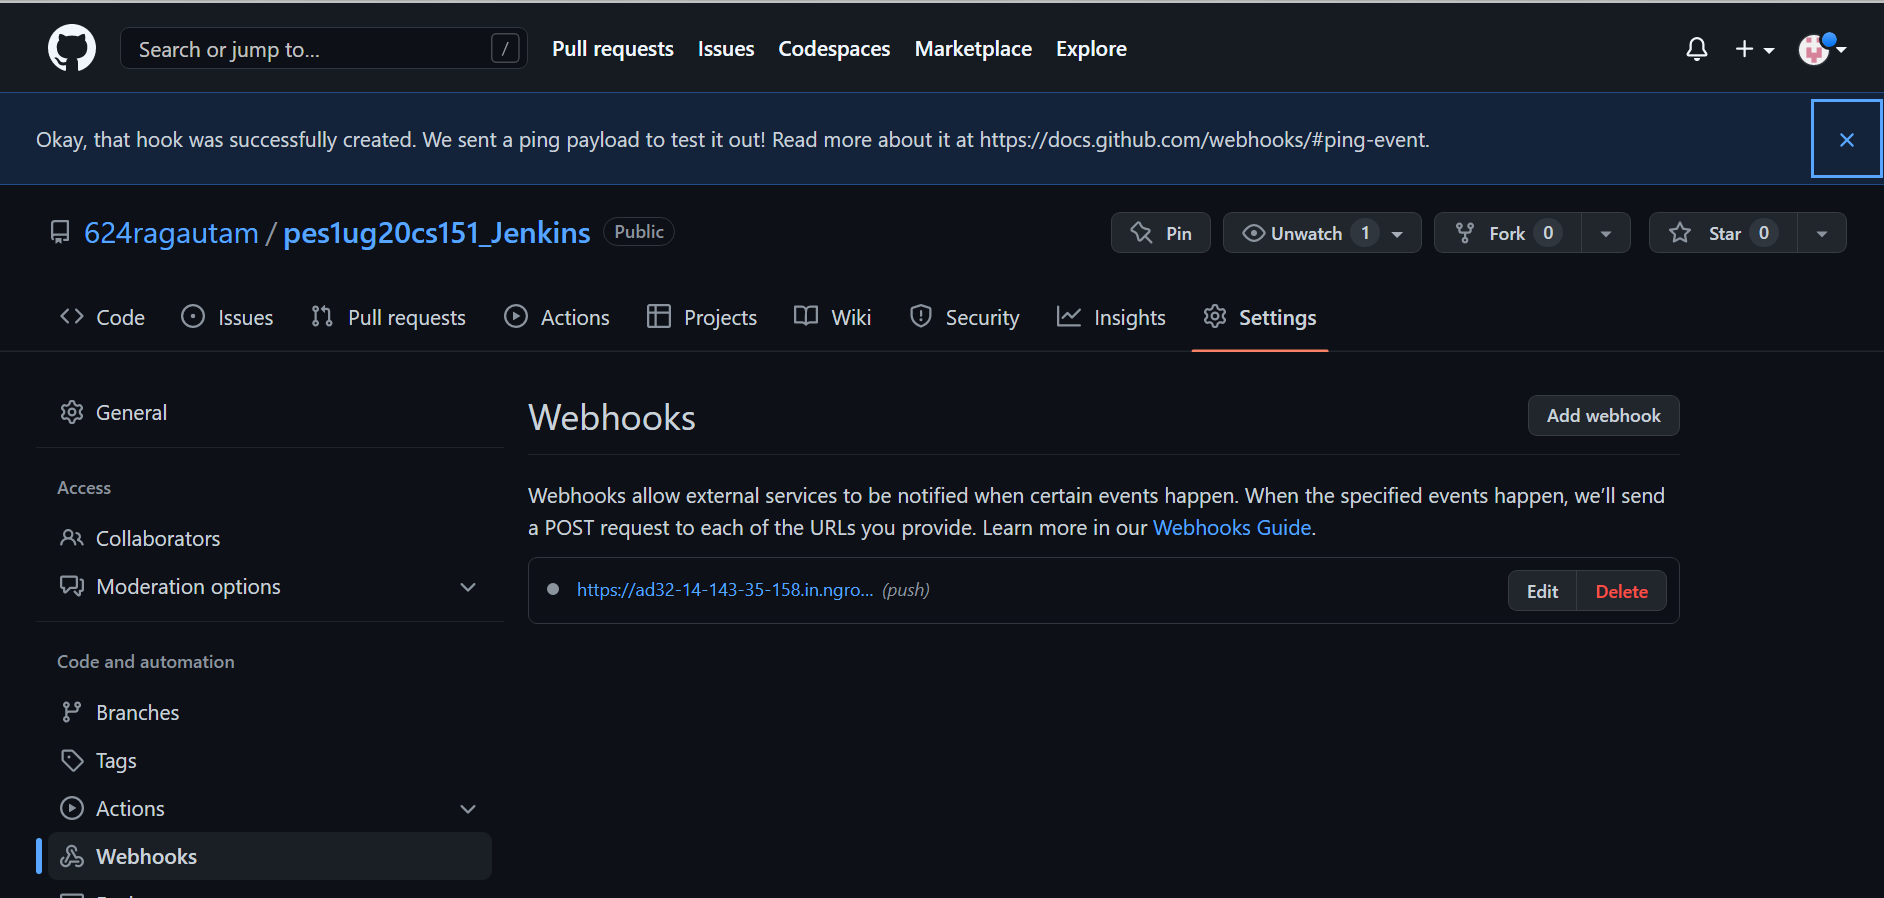 Search or jump to...
/
Pull requests
Issues
Codespaces
Marketplace
Explore
Okay, that hook was successfully created. We sent a ping payload to test it out! Read more about it at https://docs.github.com/webhooks/#ping-event.
624ragautam / pes1ug20cs151_Jenkins
Public
Pin
Unwatch 1
Fork 0
Star 0
Code
Issues
Pull requests
Actions
Projects
Wiki
Security
Insights
Settings
General
Access
Collaborators
Moderation options
Code and automation
Branches
Tags
Actions
Webhooks
Webhooks
Add webhook
Webhooks allow external services to be notified when certain events happen. When the specified events happen, we’ll send
a POST request to each of the URLs you provide. Learn more in our Webhooks Guide.
https://ad32-14-143-35-158.in.ngro... (push)
Edit
Delete